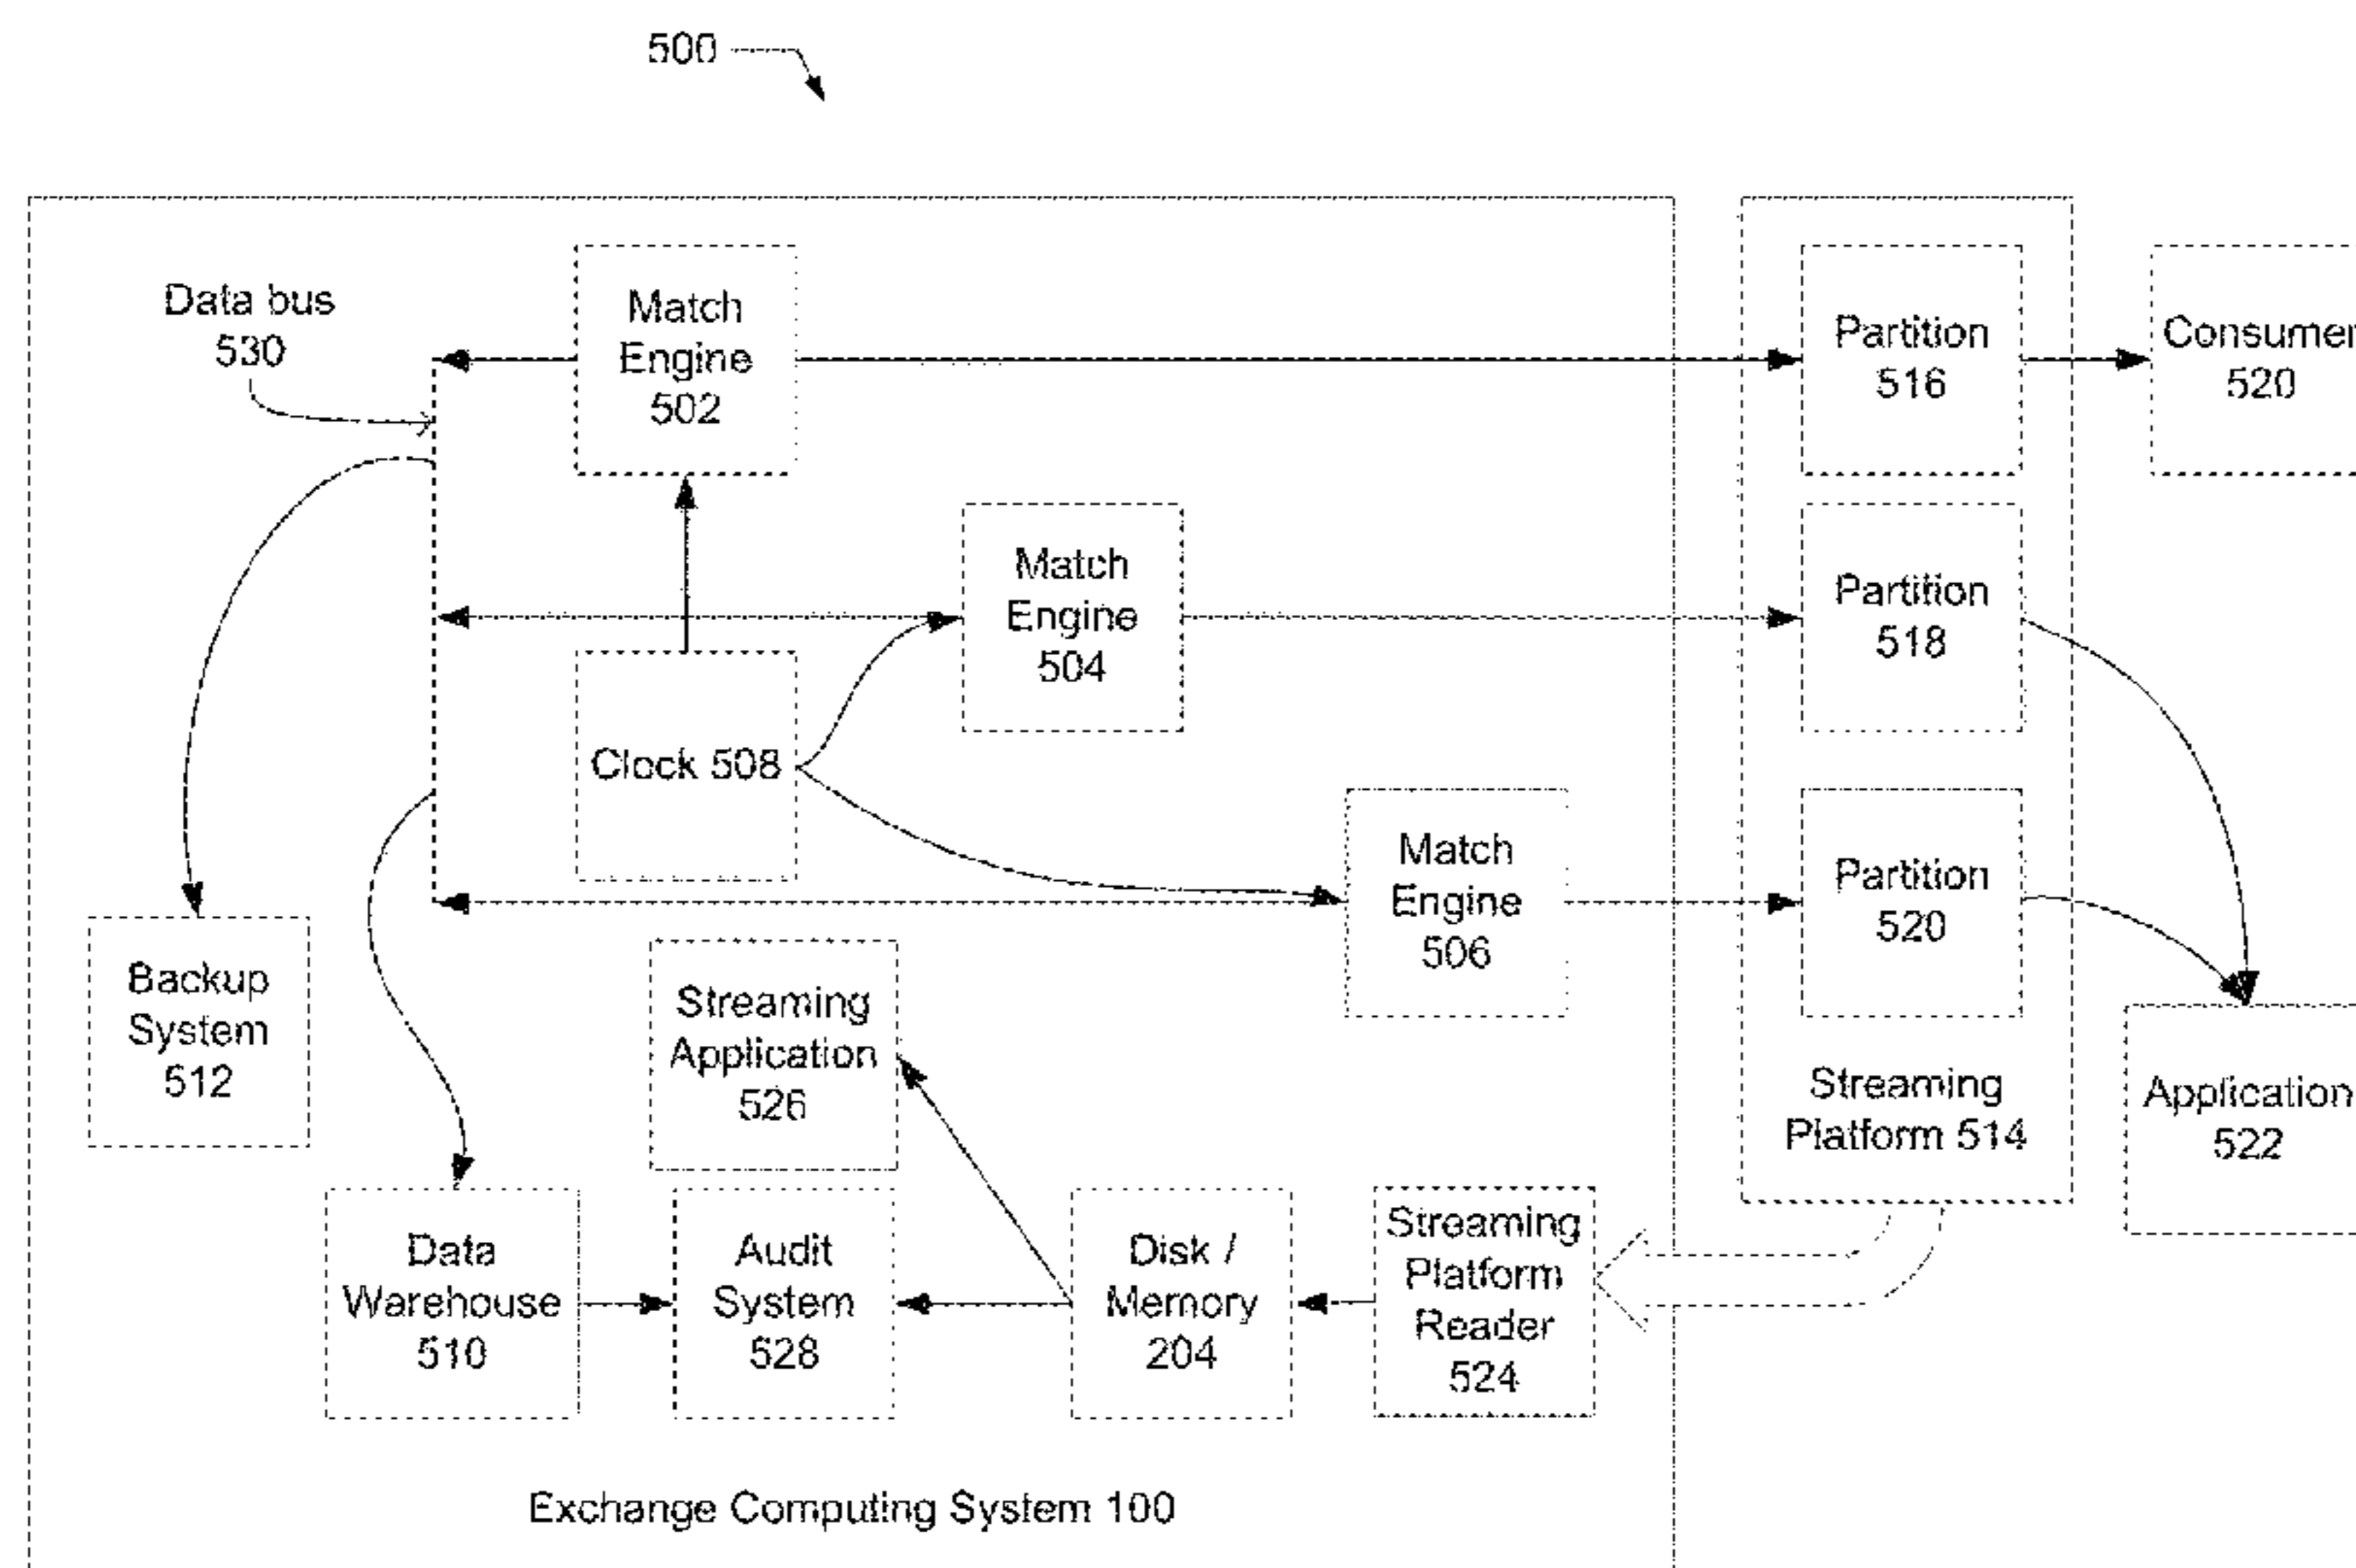 500
Data bus
530
Match
Engine
502
Partition
516
Consumer
520
Match
Engine
504
Partition
518
Clock 508
Match
Engine
506
Partition
520
Backup
System
512
Streaming
Application
526
Streaming
Platform 514
Application
522
Data
Warehouse
510
Audit
System
528
Disk /
Memory
204
Streaming
Platform
Reader
524
Exchange Computing System 100